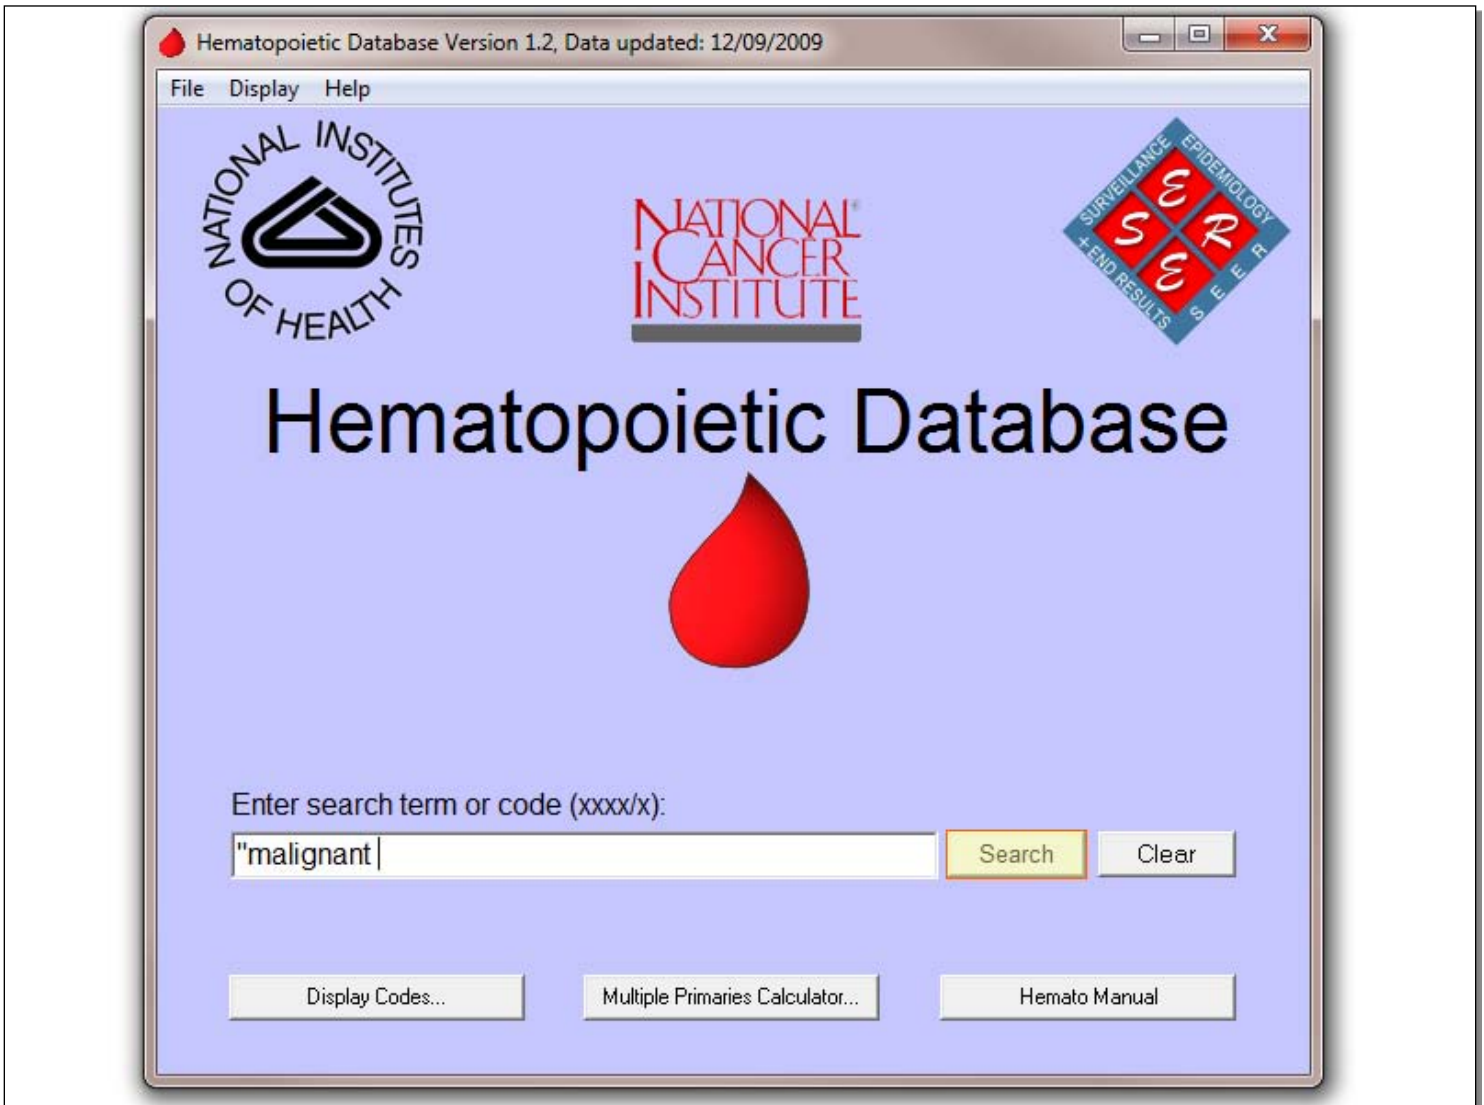 Hematopoietic Database Version 1.2, Data updated: 12/09/2009
File Display Help
NATIONAL INSTITUTES OF HEALTH
NATIONAL
CANCER
INSTITUTE
SURVEILLANCE EPIDEMIOLOGY
+ END RESULTS SEER
S E R E
Hematopoietic Database
Enter search term or code (xxxx/x):
"malignant
Search Clear
Display Codes... Multiple Primaries Calculator... Hemato Manual